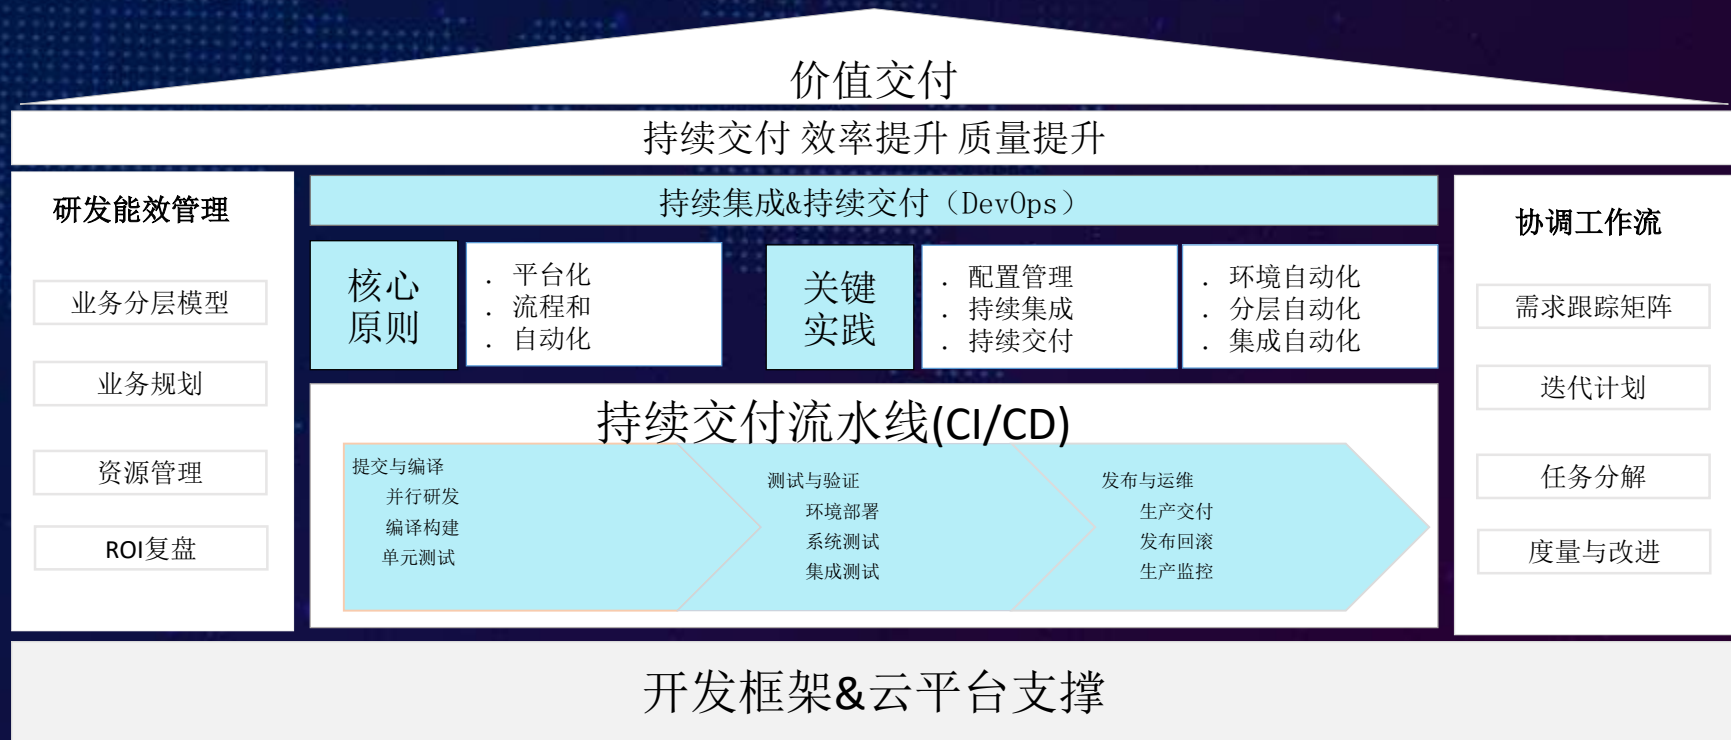 价值交付
持续交付 效率提升 质量提升
研发能效管理
业务分层模型
业务规划
资源管理
ROI复盘
持续集成&持续交付（DevOps）
核心
原则
. 平台化
. 流程和
. 自动化
关键
实践
. 配置管理
. 持续集成
. 持续交付
. 环境自动化
. 分层自动化
. 集成自动化
持续交付流水线(CI/CD)
提交与编译
并行研发
编译构建
单元测试
测试与验证
环境部署
系统测试
集成测试
发布与运维
生产交付
发布回滚
生产监控
协调工作流
需求跟踪矩阵
迭代计划
任务分解
度量与改进
开发框架&云平台支撑